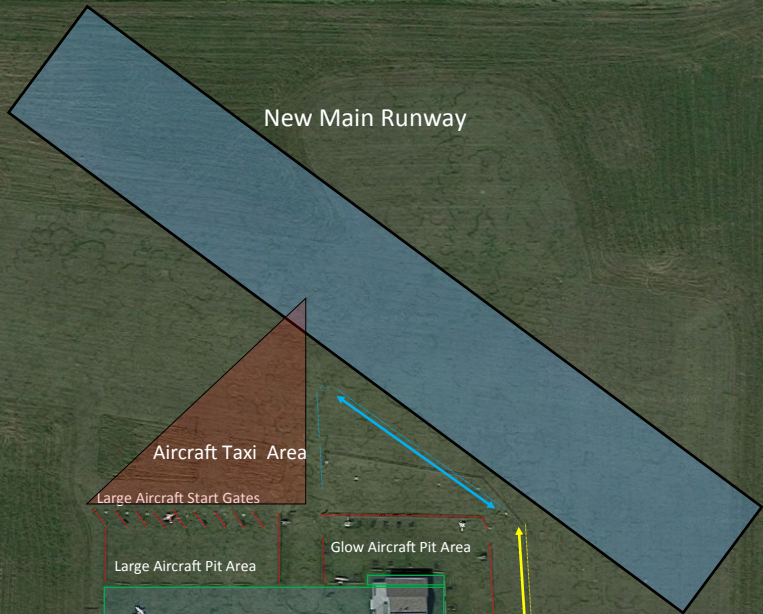 New Main Runway
Aircraft Taxi Area
Large Aircraft Start Gates
Glow Aircraft Pit Area
Large Aircraft Pit Area